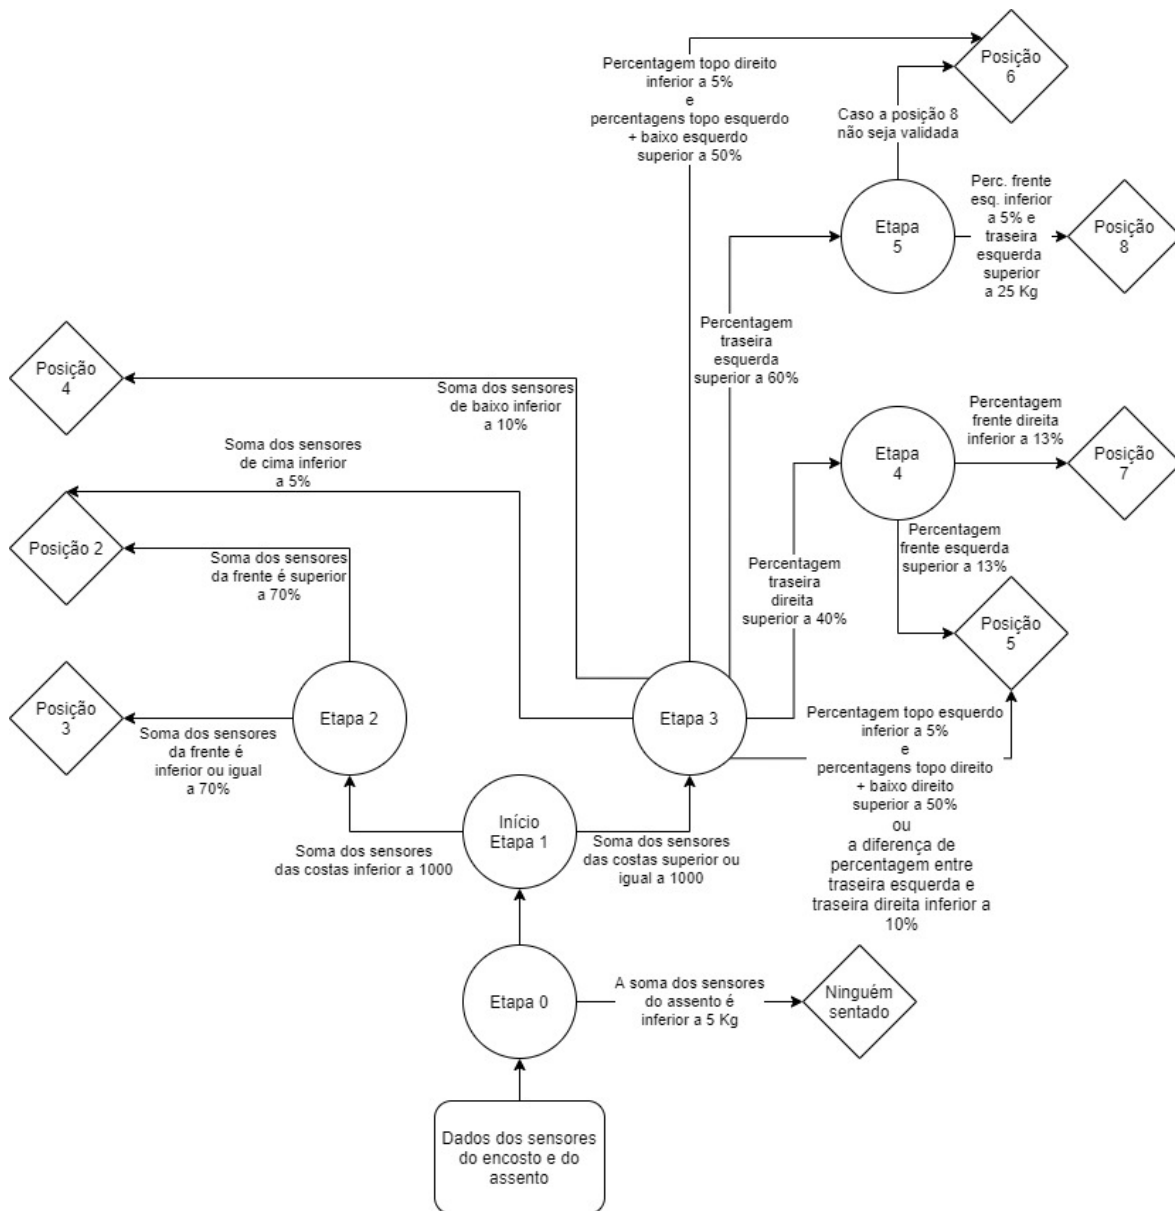 Percentagem topo direito
inferior a 5%
e
percentagens topo esquerdo
+ baixo esquerdo
superior a 50%
Posição
6
Caso a posição 8
não seja validada
Etapa
5
Perc. frente
esq. inferior
a 5% e
traseira
esquerda
superior
a 25 Kg
Posição
8
Percentagem
traseira
esquerda
superior a 60%
Posição
4
Soma dos sensores
de baixo inferior
a 10%
Soma dos sensores
de cima inferior
a 5%
Etapa
4
Percentagem
frente direita
inferior a 13%
Posição
7
Posição 2
Soma dos sensores
da frente é superior
a 70%
Percentagem
traseira
direita
superior a 40%
Percentagem
frente esquerda
superior a 13%
Posição
5
Posição
3
Soma dos sensores
da frente é
inferior ou igual
a 70%
Etapa 2
Etapa 3
Percentagem topo esquerdo
inferior a 5%
e
percentagens topo direito
+ baixo direito
superior a 50%
ou
a diferença de
percentagem entre
traseira esquerda e
traseira direita inferior a
10%
Início
Etapa 1
Soma dos sensores
das costas inferior a 1000
Soma dos sensores
das costas superior ou
igual a 1000
Etapa 0
A soma dos sensores
do assento é
inferior a 5 Kg
Ninguém
sentado
Dados dos sensores
do encosto e do
assento